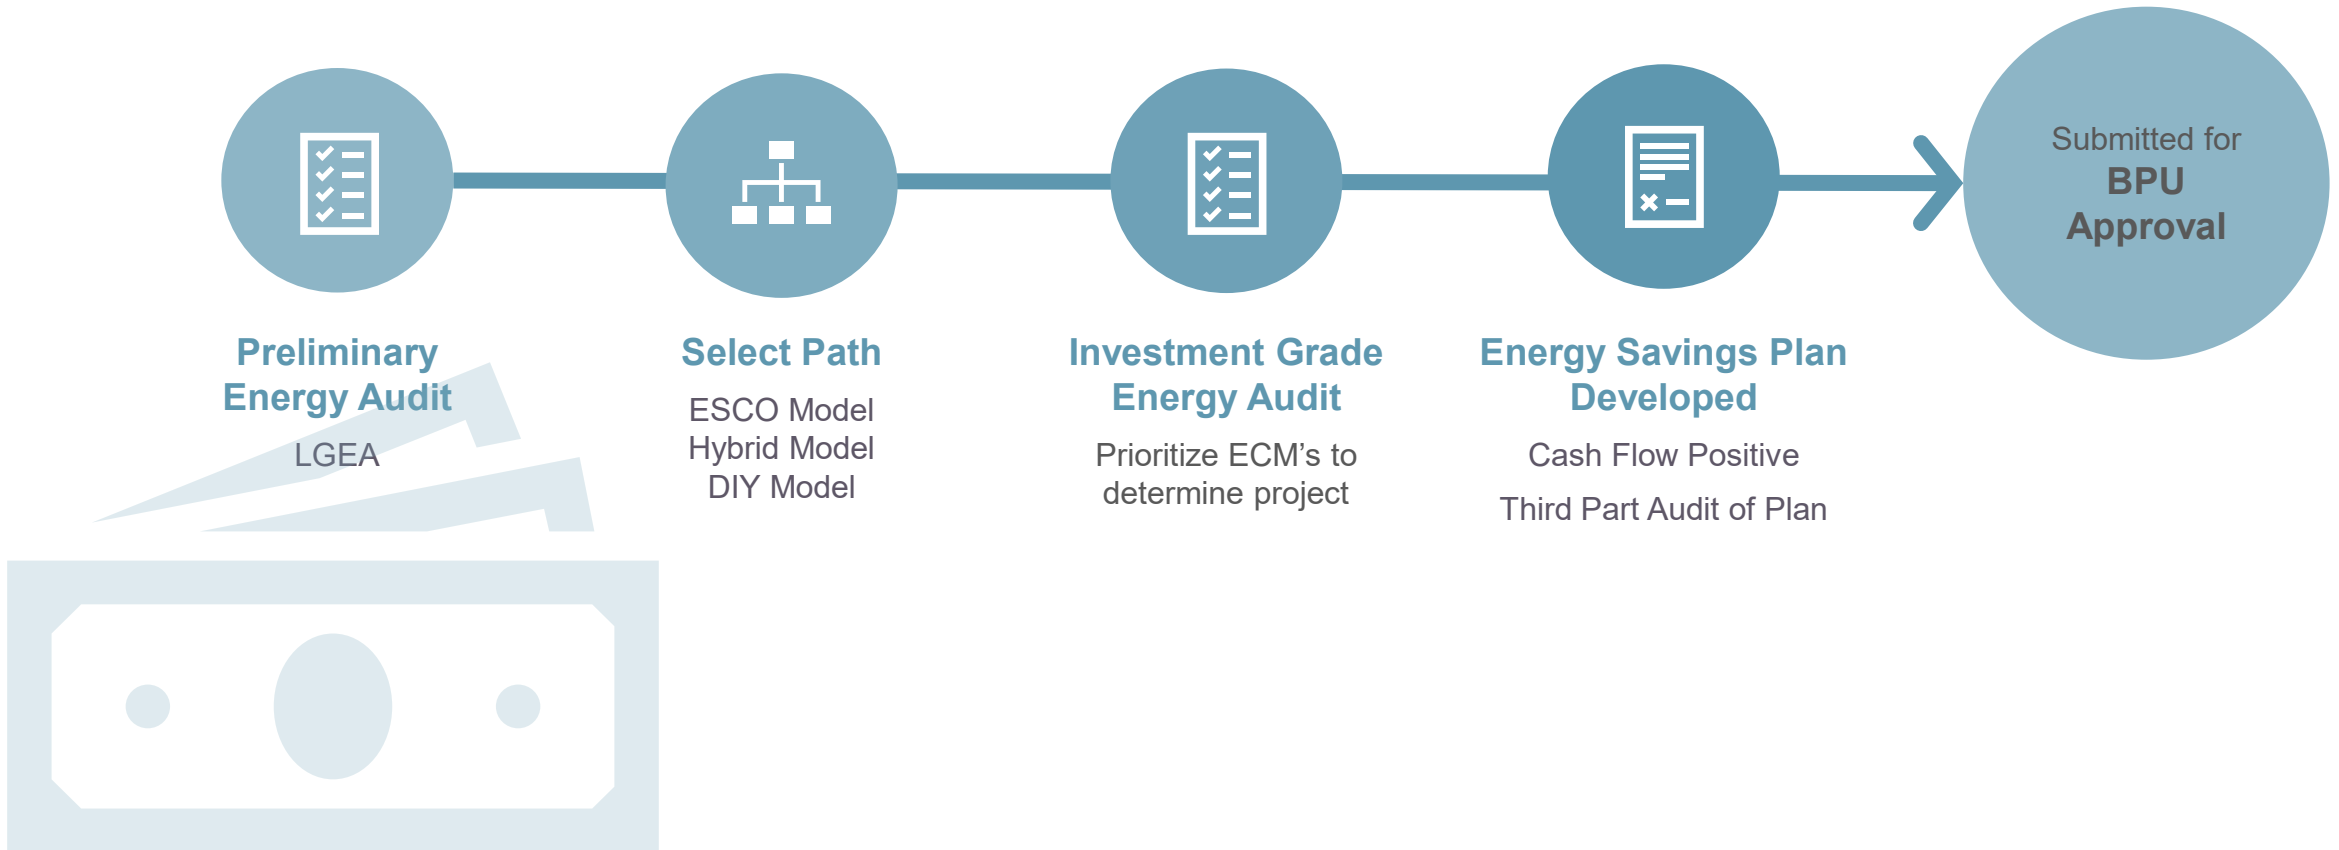 Preliminary
Energy Audit
LGEA
Select Path
ESCO Model
Hybrid Model
DIY Model
Investment Grade
Energy Audit
Prioritize ECM’s to
determine project
Energy Savings Plan
Developed
Cash Flow Positive
Third Part Audit of Plan
Submitted for
BPU
Approval